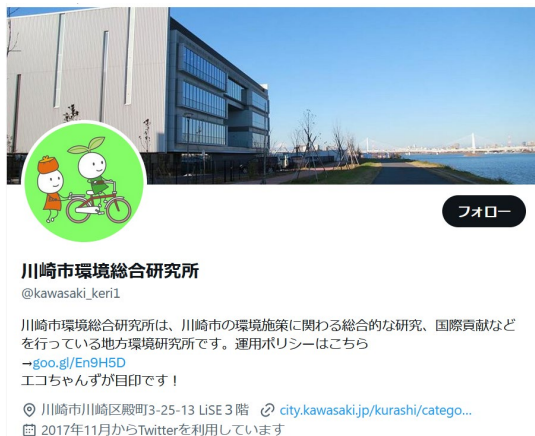 フォロー
川崎市環境総合研究所
@kawasaki_keri1
川崎市環境総合研究所は、川崎市の環境施策に関わる総合的な研究、国際貢献など
を行っている地方環境研究所です。運用ポリシーはこちら
→goo.gl/En9H5D
エコちゃんずが目印です！
川崎市川崎区殿町3-25-13 LiSE３階 city.kawasaki.jp/kurashi/catego...
2017年11月からTwitterを利用しています